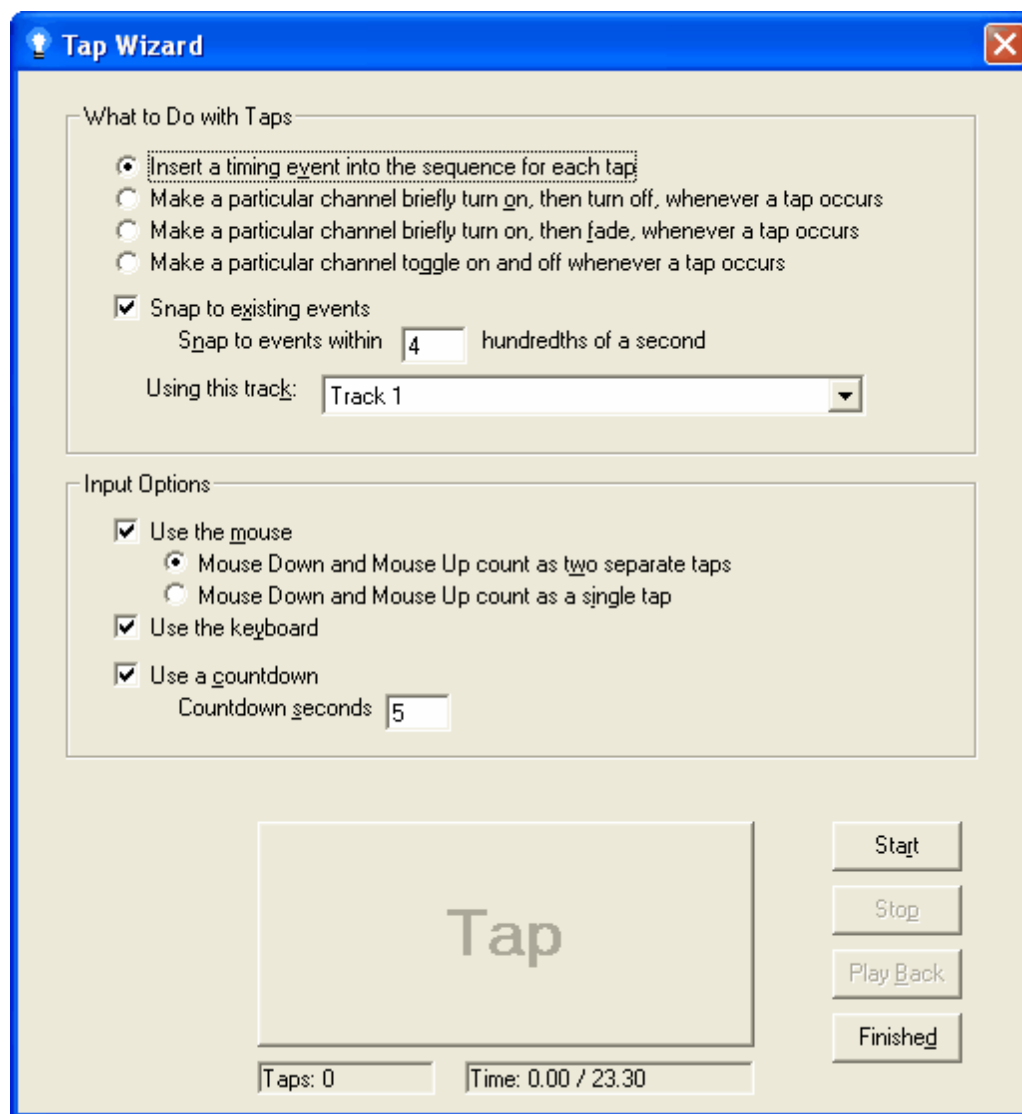 Tap Wizard
What to Do with Taps
Insert a timing event into the sequence for each tap
Make a particular channel briefly turn on, then turn off, whenever a tap occurs
Make a particular channel briefly turn on, then fade, whenever a tap occurs
Make a particular channel toggle on and off whenever a tap occurs
Snap to existing events
Snap to events within 4 hundredths of a second
Using this track: Track 1
Input Options
Use the mouse
Mouse Down and Mouse Up count as two separate taps
Mouse Down and Mouse Up count as a single tap
Use the keyboard
Use a countdown
Countdown seconds 5
Tap
Start
Stop
Play Back
Finished
Taps: 0
Time: 0.00 / 23.30